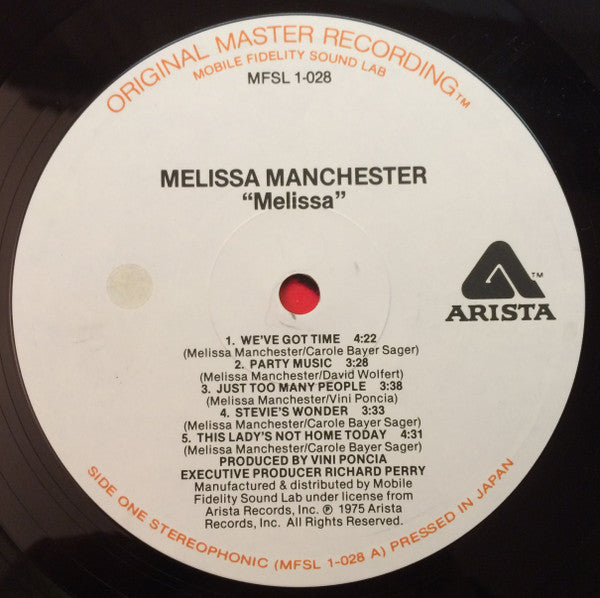 ORIGINAL MASTER RECORDING™
MOBILE FIDELITY SOUND LAB
MFSL 1-028
MELISSA MANCHESTER
“Melissa”
™
ARISTA
1. WE'VE GOT TIME 4:22
(Melissa Manchester/Carole Bayer Sager)
2. PARTY MUSIC 3:28
(Melissa Manchester/David Wolfert)
3. JUST TOO MANY PEOPLE 3:38
(Melissa Manchester/Vini Poncia)
4. STEVIE'S WONDER 3:33
(Melissa Manchester/Carole Bayer Sager)
5. THIS LADY'S NOT HOME TODAY 4:31
(Melissa Manchester/Carole Bayer Sager)
PRODUCED BY VINI PONCIA
EXECUTIVE PRODUCER RICHARD PERRY
Manufactured & distributed by Mobile
Fidelity Sound Lab under license from
Arista Records, Inc. ℗ 1975 Arista
Records, Inc. All Rights Reserved.
SIDE ONE STEREOPHONIC (MFSL 1-028 A) PRESSED IN JAPAN